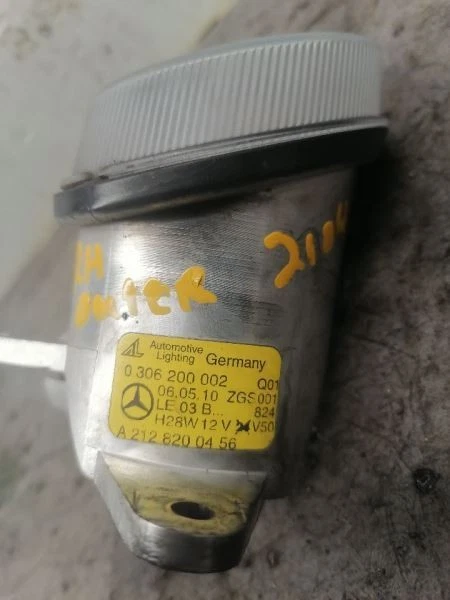 Automotive
Lighting Germany
0 306 200 002 Q01
06.05.10 ZGS 001
LE 03 B... 824
H28W 12 V V50
A 212 820 04 56